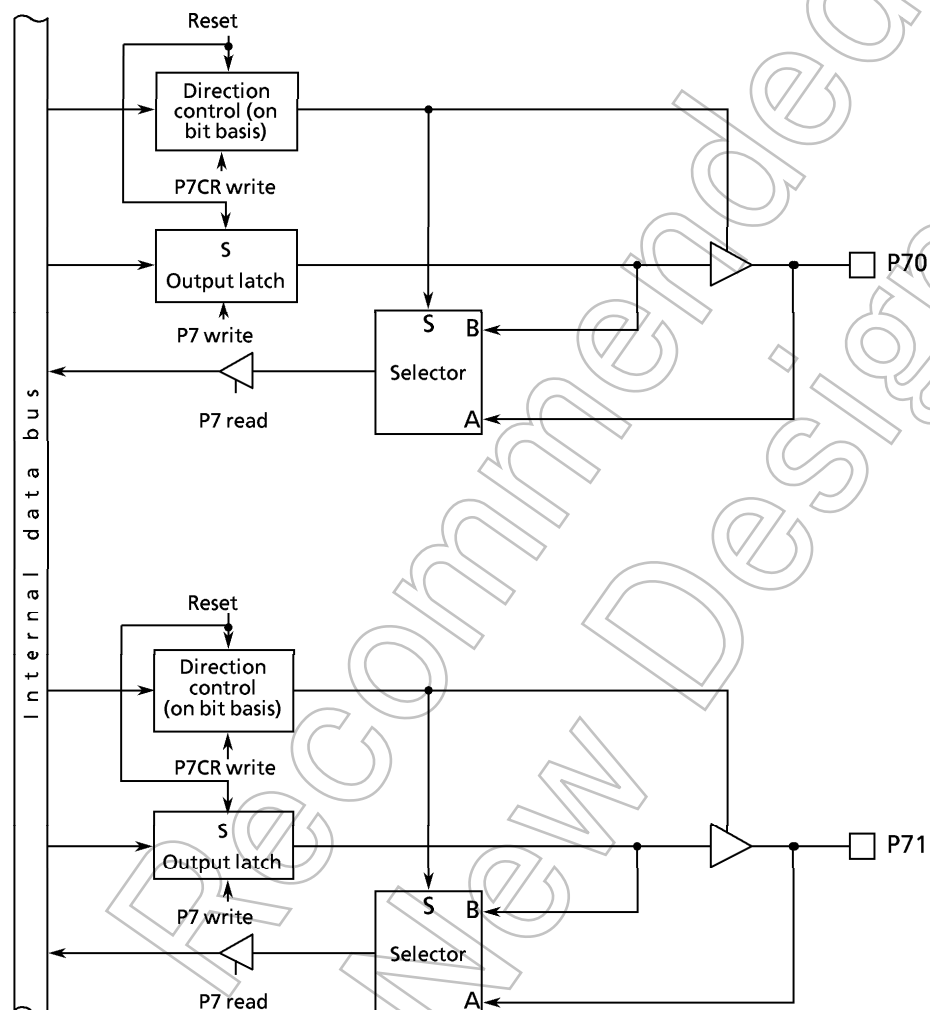 Reset
Direction
control (on
bit basis)
P7CR write
S
Output latch
P7 write
P70
S B
Selector
A
P7 read
Internal data bus
Reset
Direction
control
(on bit basis)
P7CR write
S
Output latch
P7 write
P71
S B
Selector
A
P7 read
Recommended
New Design